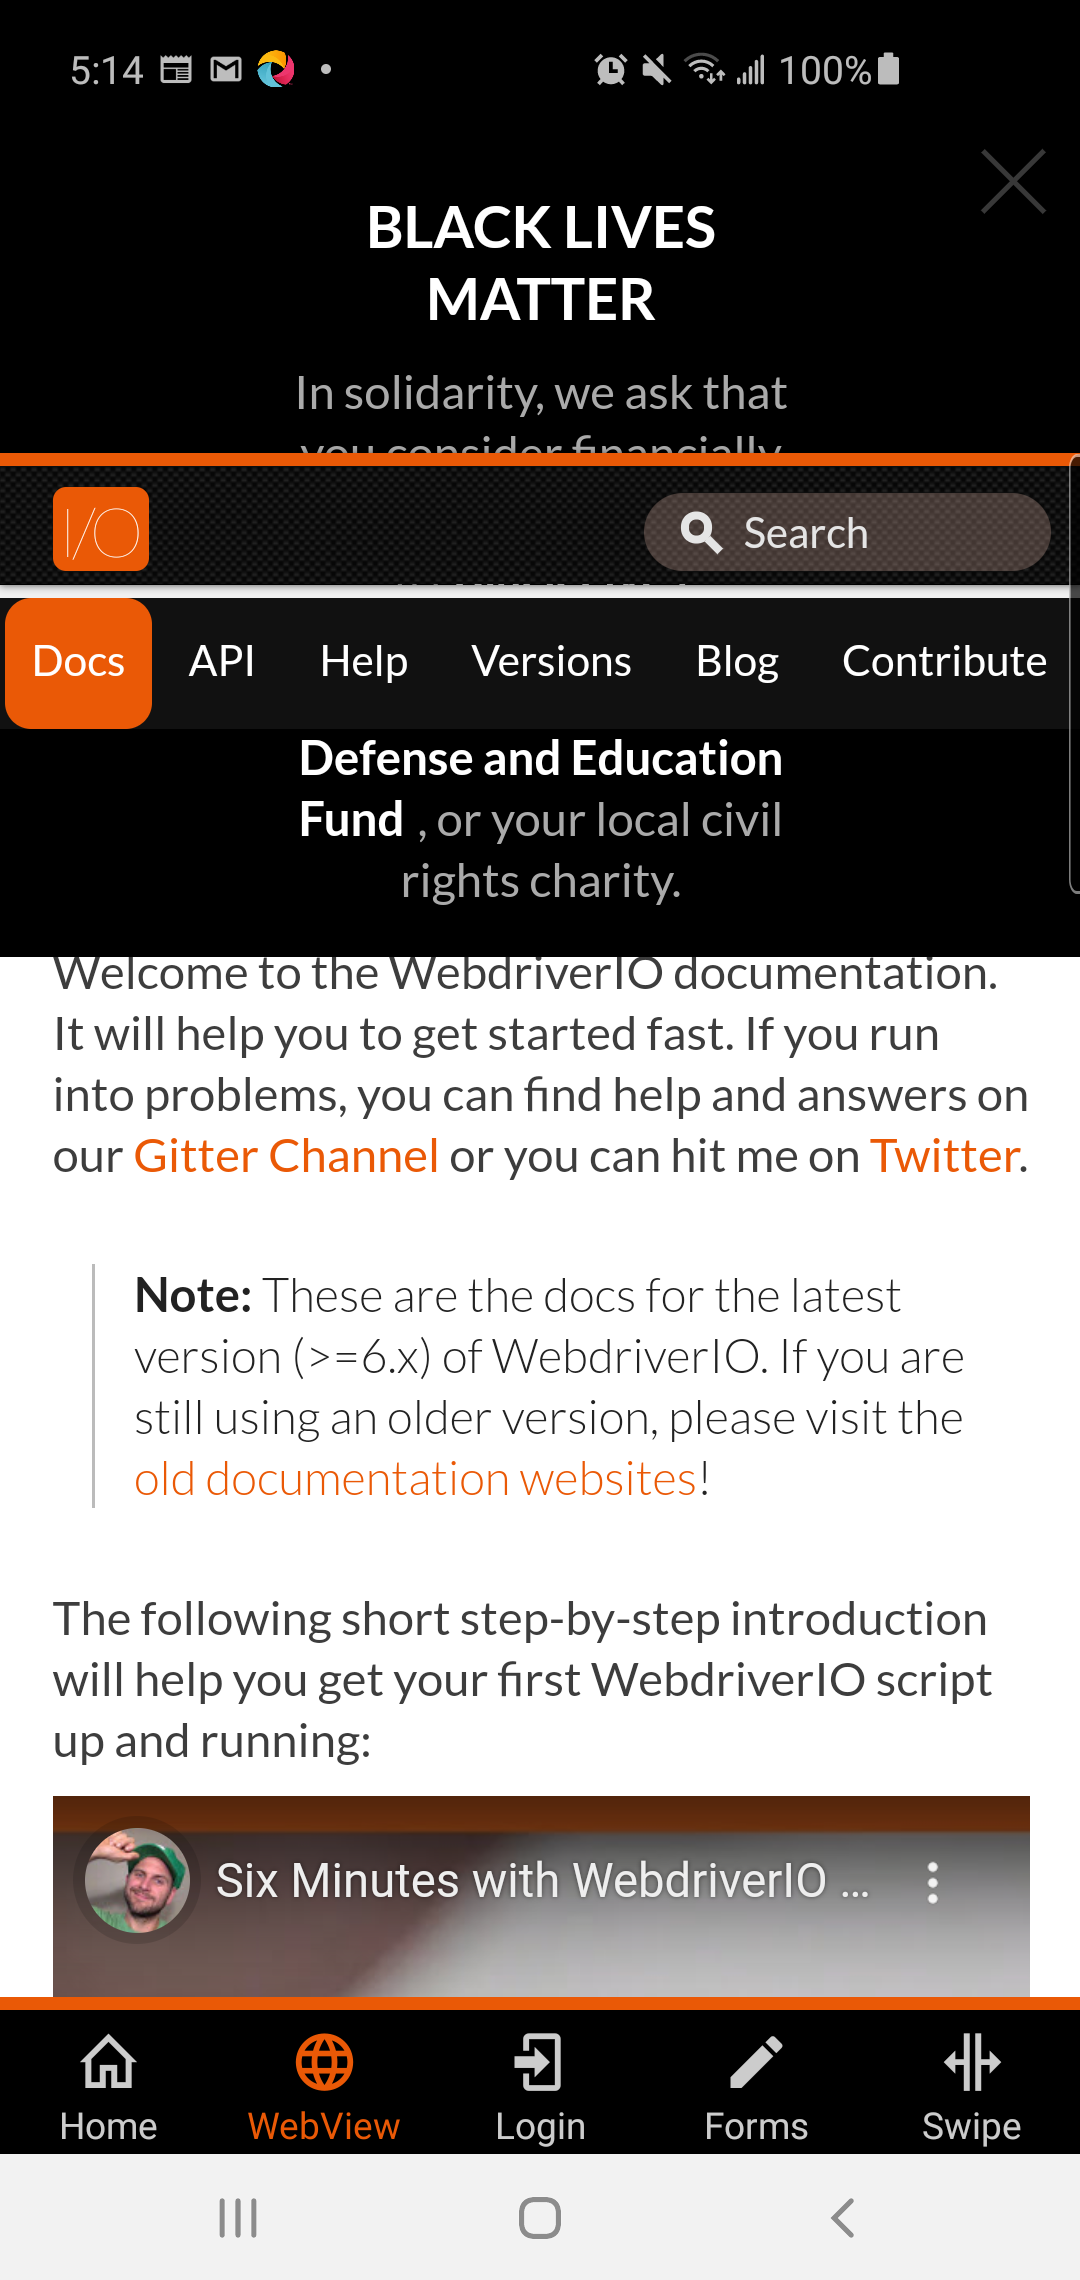 5:14
100%
BLACK LIVES
MATTER
In solidarity, we ask that
you consider financially
I/O
Search
Docs API Help Versions Blog Contribute
Defense and Education
Fund , or your local civil
rights charity.
Welcome to the WebdriverIO documentation.
It will help you to get started fast. If you run
into problems, you can find help and answers on
our Gitter Channel or you can hit me on Twitter.
Note: These are the docs for the latest
version (>=6.x) of WebdriverIO. If you are
still using an older version, please visit the
old documentation websites!
The following short step-by-step introduction
will help you get your first WebdriverIO script
up and running:
Six Minutes with WebdriverIO ...
Home WebView Login Forms Swipe